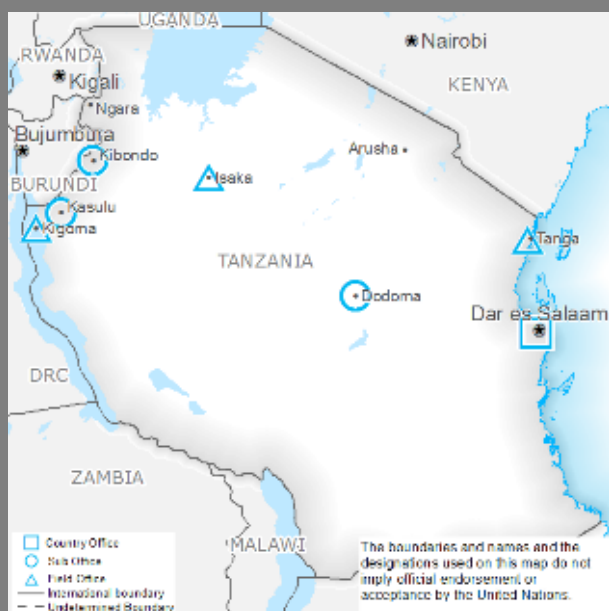 UGANDA
Nairobi
RWANDA
Kigali
KENYA
Ngara
Bujumbura
Kibondo
Arusha
Isaka
BURUNDI
Kasulu
Kigoma
Tanga
TANZANIA
Dodoma
Dar es Salaam
DRC
ZAMBIA
MALAWI
Country Office
Sub Office
Field Office
International boundary
Undetermined Boundary
The boundaries and names and the
designations used on this map do not
imply official endorsement or
acceptance by the United Nations.